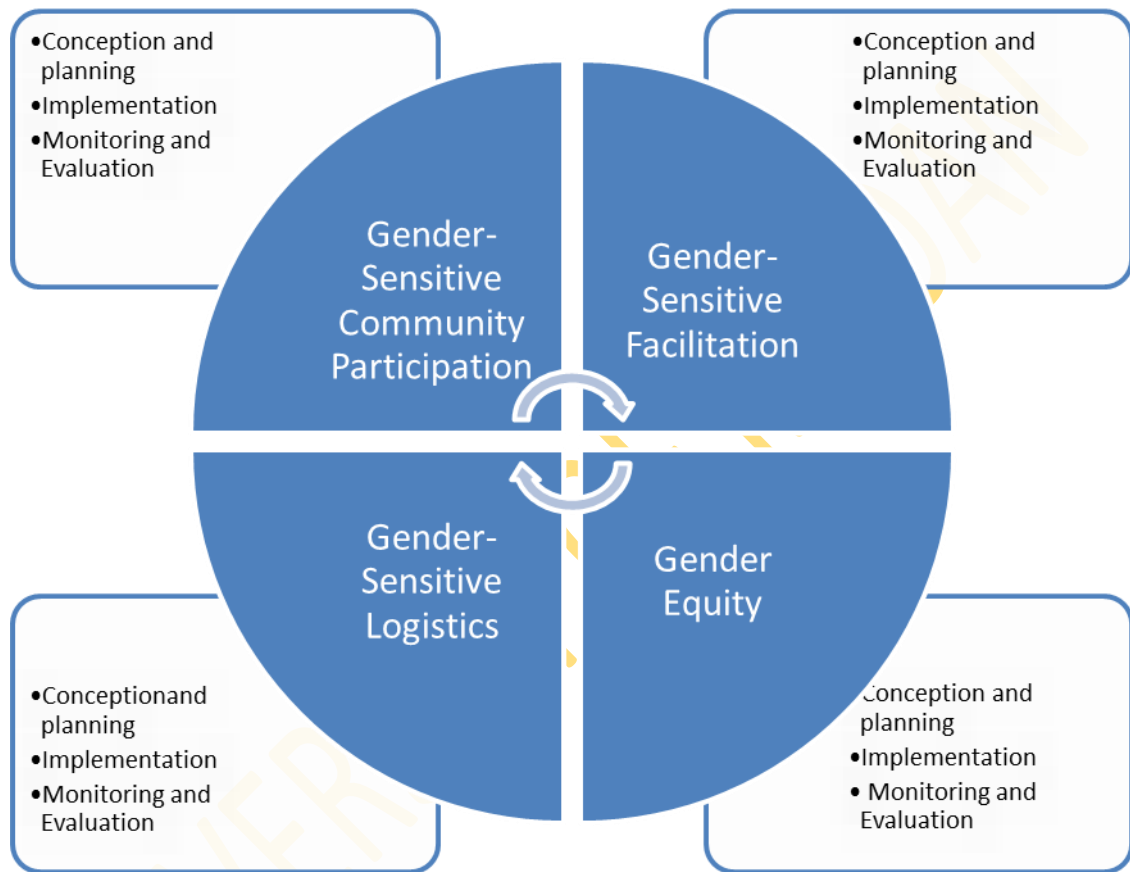 •Conception and
planning
•Implementation
•Monitoring and
Evaluation
•Conception and
planning
•Implementation
•Monitoring and
Evaluation
Gender-
Sensitive
Community
Participation
Gender-
Sensitive
Facilitation
Gender-
Sensitive
Logistics
Gender
Equity
•Conceptionand
planning
•Implementation
•Monitoring and
Evaluation
Conception and
planning
•Implementation
• Monitoring and
Evaluation